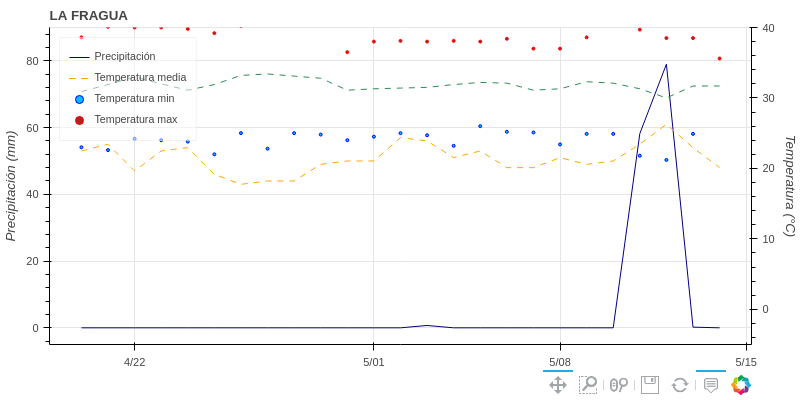 LA FRAGUA
Precipitación
Temperatura media
Temperatura min
Temperatura max
Precipitación (mm)
80
60
40
20
0
40
30
20
10
0
Temperatura (°C)
4/22
5/01
5/08
5/15